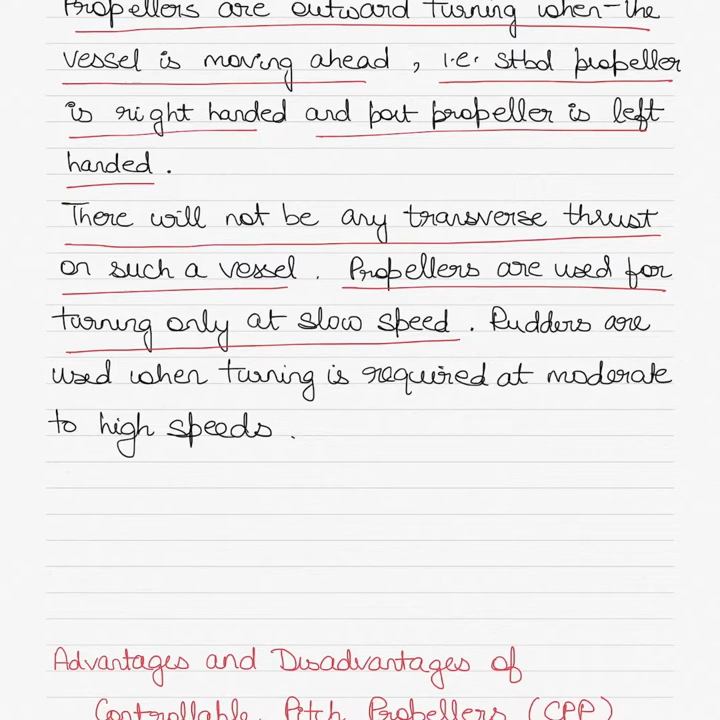 Propellers are outward turning when the
vessel is moving ahead, i.e. stbd propeller
is right handed and port propeller is left
handed.
There will not be any transverse thrust
on such a vessel. Propellers are used for
turning only at slow speed. Rudders are
used when turning is required at moderate
to high speeds.
Advantages and Disadvantages of
Controllable Pitch Propellers (CPP)